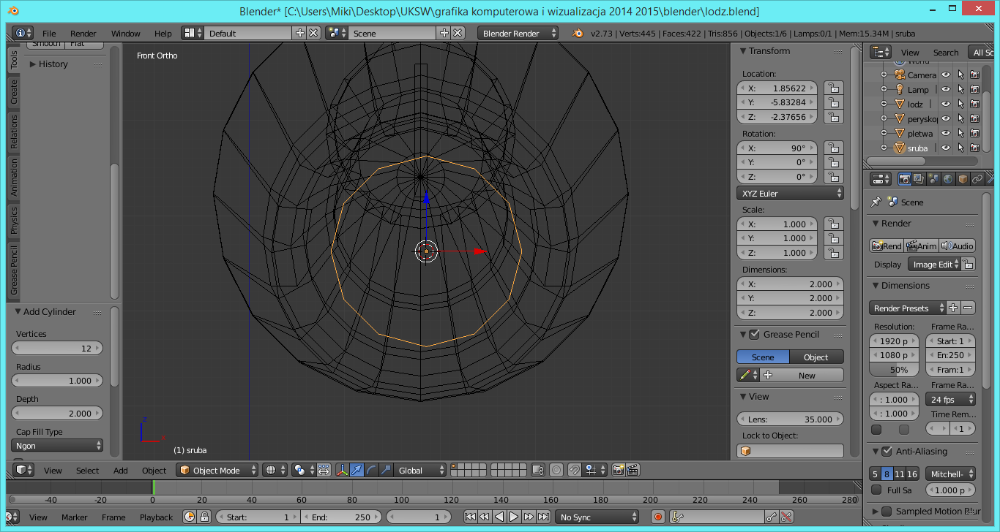 Blender* [C:\Users\Miki\Desktop\UKSW\grafika komputerowa i wizualizacja 2014 2015\blender\lodz.blend]
File Render Window Help Default Scene Blender Render v2.73 | Verts:445 | Faces:422 | Tris:856 | Objects:1/6 | Lamps:0/1 | Mem:15.34M | sruba
Smooth Flat
History
Tools
Create
Relations
Animation
Physics
Grease Pencil
Add Cylinder
Vertices
12
Radius
1.000
Depth
2.000
Cap Fill Type
Ngon
Front Ortho
z
x
(1) sruba
Transform
Location:
X: 1.85622
Y: -5.83284
Z: -2.37656
Rotation:
X: 90°
Y: 0°
Z: 0°
XYZ Euler
Scale:
X: 1.000
Y: 1.000
Z: 1.000
Dimensions:
X: 2.000
Y: 2.000
Z: 2.000
Grease Pencil
Scene Object
New
View
Lens: 35.000
Lock to Object:
View Search All Sc
World
Camera
Lamp
lodz
perysko
pletwa
sruba
Scene
Render
Rend Anim Audio
Display Image Edit
Dimensions
Render Presets
Resolution: Frame Ra...
1920 p Start: 1
1080 p En:250
50% Fram:1
Aspect Ra... Frame Ra...
: 1.000 24 fps
: 1.000 Time Rem...
1
Anti-Aliasing
5 8 11 16 Mitchell-
Full Sa 1.000 p
Sampled Motion Blur
View Select Add Object Object Mode Global
-40 -20 0 20 40 60 80 100 120 140 160 180 200 220 240 260 280
View Marker Frame Playback Start: 1 End: 250 1 No Sync